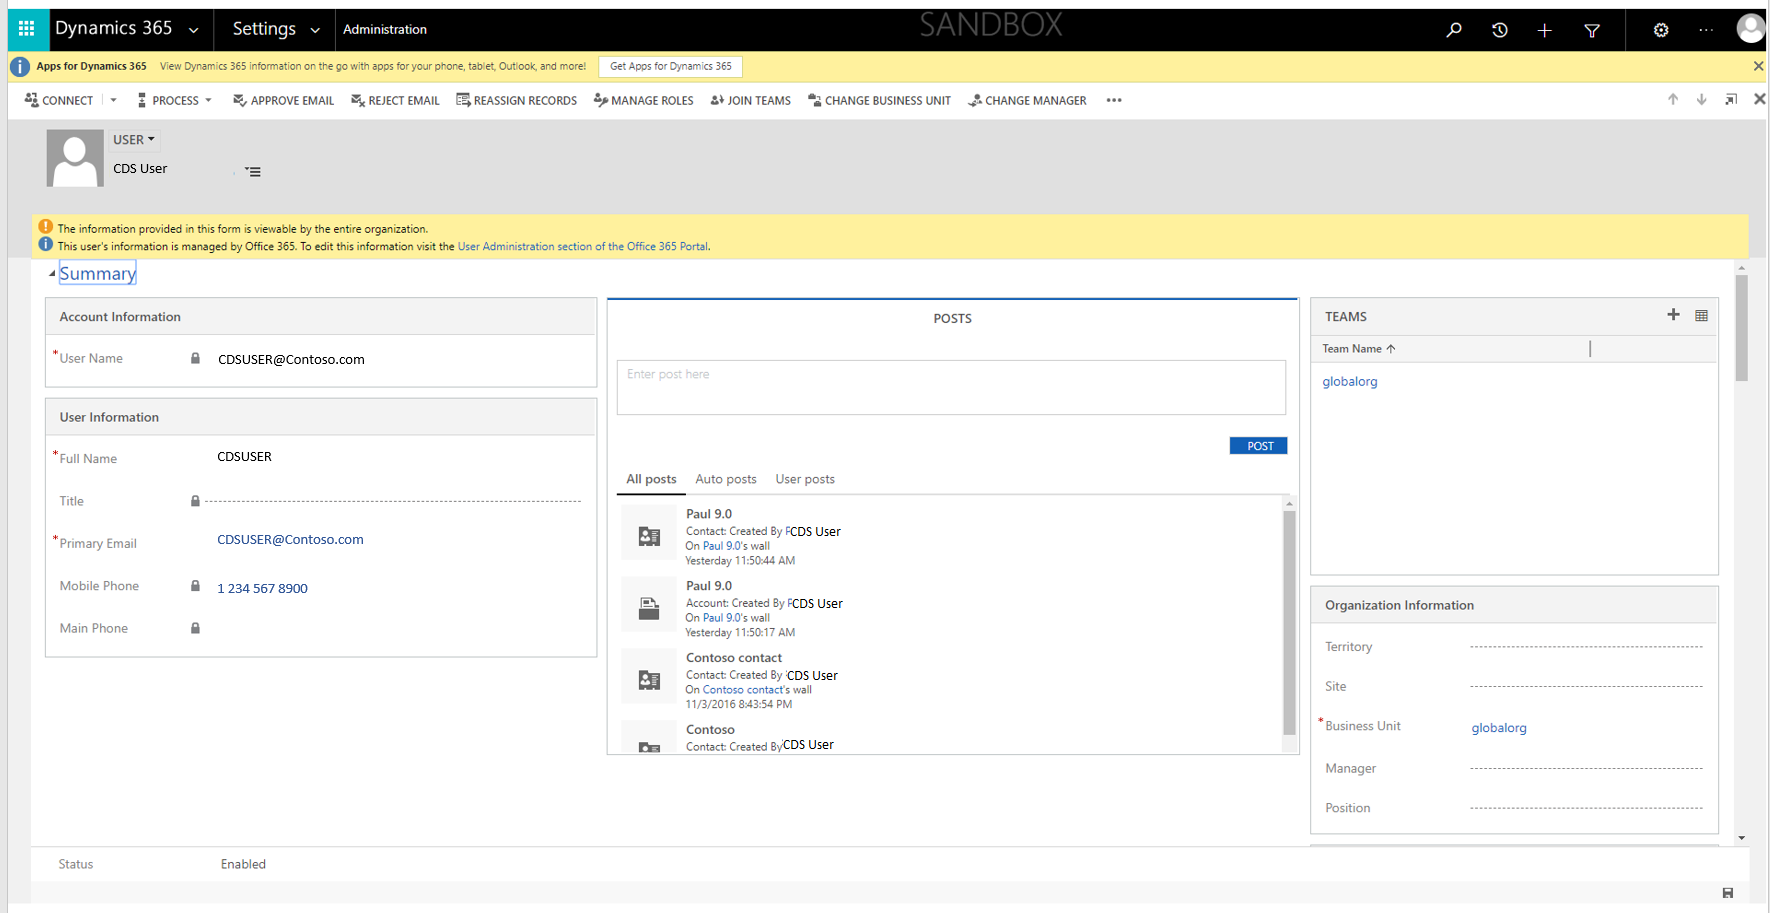 Dynamics 365 Settings Administration SANDBOX
Apps for Dynamics 365 View Dynamics 365 information on the go with apps for your phone, tablet, Outlook, and more! Get Apps for Dynamics 365
CONNECT PROCESS APPROVE EMAIL REJECT EMAIL REASSIGN RECORDS MANAGE ROLES JOIN TEAMS CHANGE BUSINESS UNIT CHANGE MANAGER •••
USER
CDS User
The information provided in this form is viewable by the entire organization.
This user's information is managed by Office 365. To edit this information visit the User Administration section of the Office 365 Portal.
Summary
Account Information
*User Name CDSUSER@Contoso.com
User Information
*Full Name CDSUSER
Title
*Primary Email CDSUSER@Contoso.com
Mobile Phone 1 234 567 8900
Main Phone
POSTS
Enter post here
POST
All posts Auto posts User posts
Paul 9.0
Contact: Created By CDS User
On Paul 9.0's wall
Yesterday 11:50:44 AM
Paul 9.0
Account: Created By CDS User
On Paul 9.0's wall
Yesterday 11:50:17 AM
Contoso contact
Contact: Created By CDS User
On Contoso contact's wall
11/3/2016 8:43:54 PM
Contoso
Contact: Created By CDS User
TEAMS
Team Name
globalorg
Organization Information
Territory
Site
*Business Unit globalorg
Manager
Position
Status Enabled